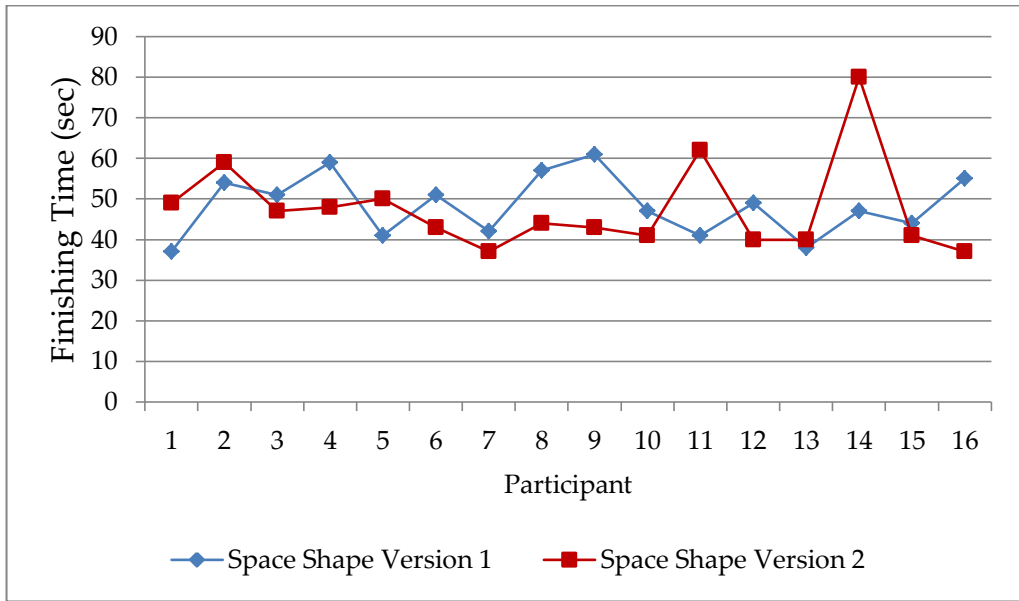 90
80
70
60
50
40
30
20
10
0
Finishing Time (sec)
1 2 3 4 5 6 7 8 9 10 11 12 13 14 15 16
Participant
Space Shape Version 1 Space Shape Version 2